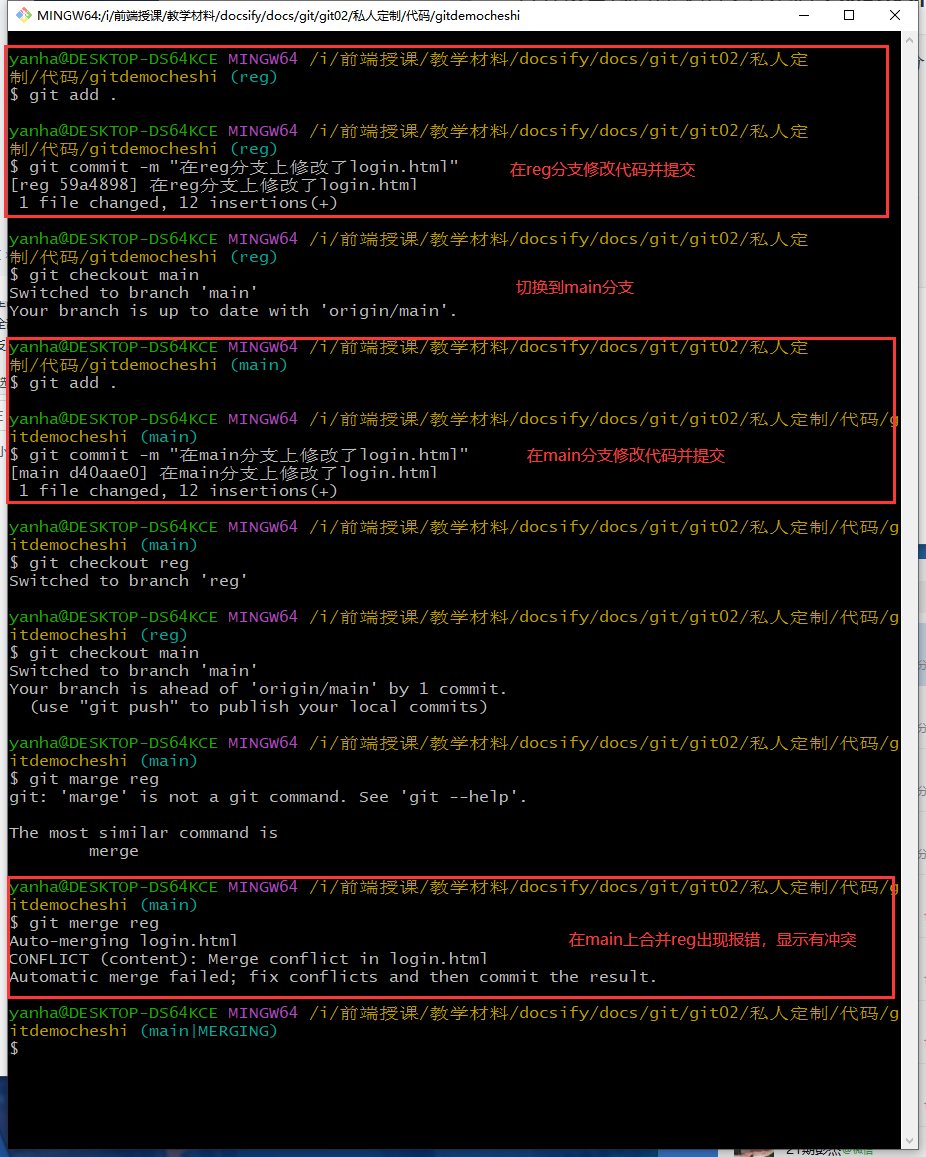 MINGW64:/i/前端授课/教学材料/docsify/docs/git/git02/私人定制/代码/gitdemocheshi
yanha@DESKTOP-DS64KCE MINGW64 /i/前端授课/教学材料/docsify/docs/git/git02/私人定
制/代码/gitdemocheshi (reg)
$ git add .
yanha@DESKTOP-DS64KCE MINGW64 /i/前端授课/教学材料/docsify/docs/git/git02/私人定
制/代码/gitdemocheshi (reg)
$ git commit -m "在reg分支上修改了login.html"
在reg分支修改代码并提交
[reg 59a4898] 在reg分支上修改了login.html
1 file changed, 12 insertions(+)
yanha@DESKTOP-DS64KCE MINGW64 /i/前端授课/教学材料/docsify/docs/git/git02/私人定
制/代码/gitdemocheshi (reg)
$ git checkout main
Switched to branch 'main'
切换到main分支
Your branch is up to date with 'origin/main'.
yanha@DESKTOP-DS64KCE MINGW64 /i/前端授课/教学材料/docsify/docs/git/git02/私人定
制/代码/gitdemocheshi (main)
$ git add .
yanha@DESKTOP-DS64KCE MINGW64 /i/前端授课/教学材料/docsify/docs/git/git02/私人定制/代码/g
itdemocheshi (main)
$ git commit -m "在main分支上修改了login.html"
在main分支修改代码并提交
[main d40aae0] 在main分支上修改了login.html
1 file changed, 12 insertions(+)
yanha@DESKTOP-DS64KCE MINGW64 /i/前端授课/教学材料/docsify/docs/git/git02/私人定制/代码/g
itdemocheshi (main)
$ git checkout reg
Switched to branch 'reg'
yanha@DESKTOP-DS64KCE MINGW64 /i/前端授课/教学材料/docsify/docs/git/git02/私人定制/代码/g
itdemocheshi (reg)
$ git checkout main
Switched to branch 'main'
Your branch is ahead of 'origin/main' by 1 commit.
(use "git push" to publish your local commits)
yanha@DESKTOP-DS64KCE MINGW64 /i/前端授课/教学材料/docsify/docs/git/git02/私人定制/代码/g
itdemocheshi (main)
$ git marge reg
git: 'marge' is not a git command. See 'git --help'.
The most similar command is
merge
yanha@DESKTOP-DS64KCE MINGW64 /i/前端授课/教学材料/docsify/docs/git/git02/私人定制/代码/g
itdemocheshi (main)
$ git merge reg
Auto-merging login.html
在main上合并reg出现报错，显示有冲突
CONFLICT (content): Merge conflict in login.html
Automatic merge failed; fix conflicts and then commit the result.
yanha@DESKTOP-DS64KCE MINGW64 /i/前端授课/教学材料/docsify/docs/git/git02/私人定制/代码/g
itdemocheshi (main|MERGING)
$